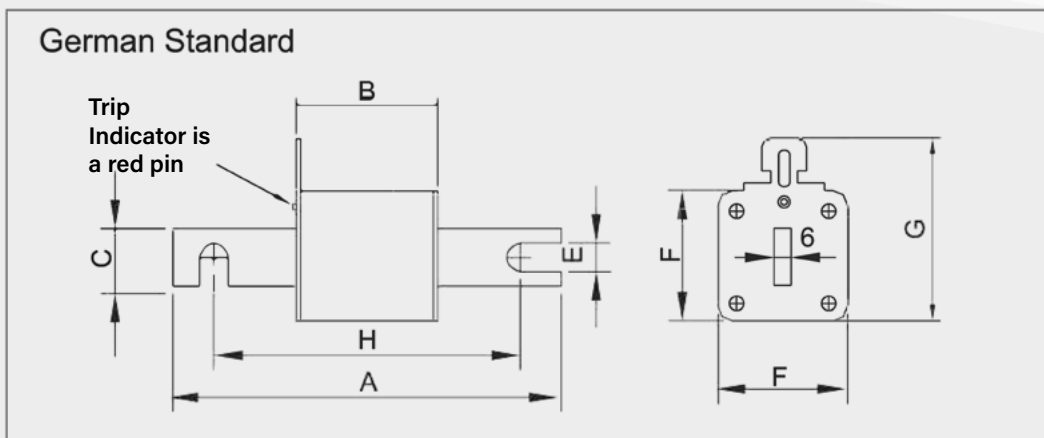 German Standard
B
Trip
Indicator is
a red pin
C
E
H
A
F
6
G
F